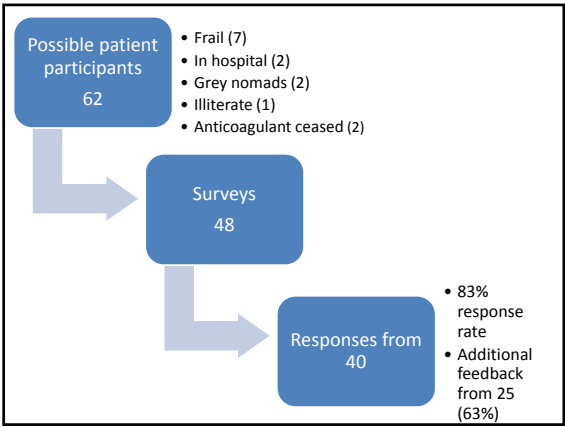 Possible patient
participants
62
• Frail (7)
• In hospital (2)
• Grey nomads (2)
• Illiterate (1)
• Anticoagulant ceased (2)
Surveys
48
Responses from
40
• 83%
response
rate
• Additional
feedback
from 25
(63%)